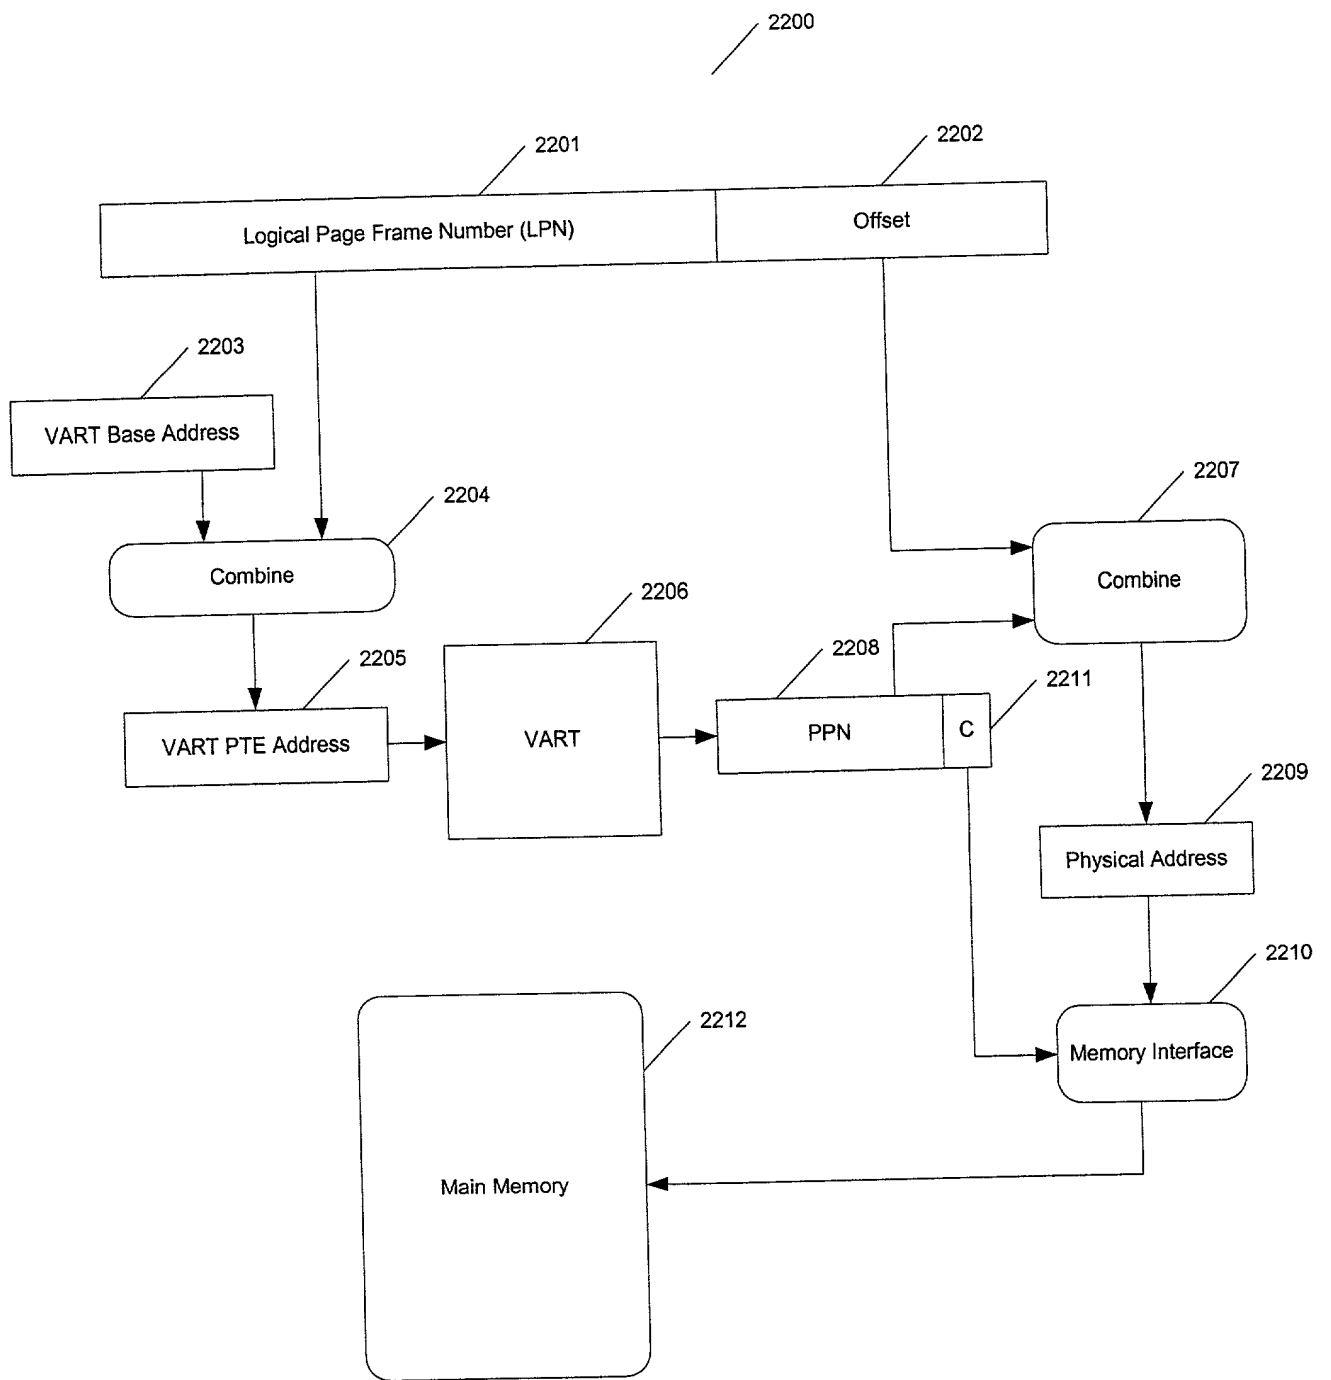 2200
2201
2202
Logical Page Frame Number (LPN)
Offset
2203
VART Base Address
2204
2207
Combine
Combine
2206
2205
2208
2211
VART PTE Address
VART
PPN
C
2209
Physical Address
2210
2212
Memory Interface
Main Memory